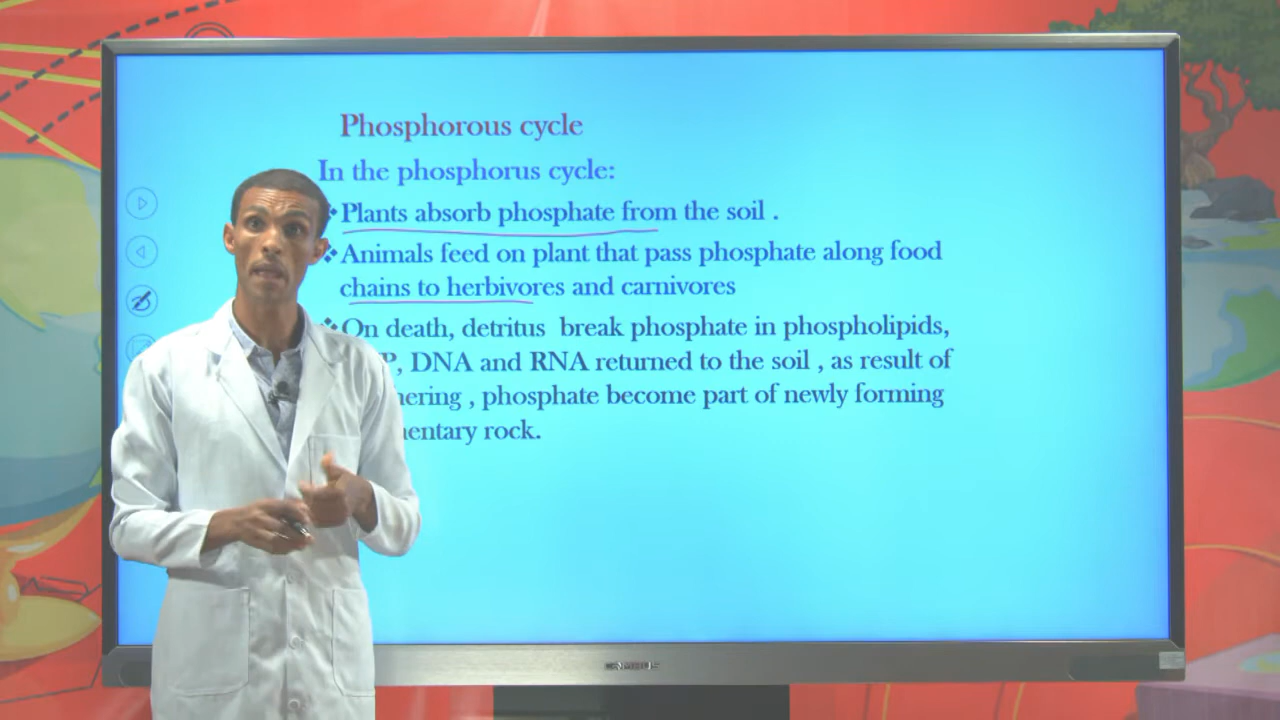 Phosphorous cycle
In the phosphorus cycle:
❖Plants absorb phosphate from the soil .
❖Animals feed on plant that pass phosphate along food
chains to herbivores and carnivores
❖On death, detritus break phosphate in phospholipids,
DNA and RNA returned to the soil , as result of
, phosphate become part of newly forming
rock.